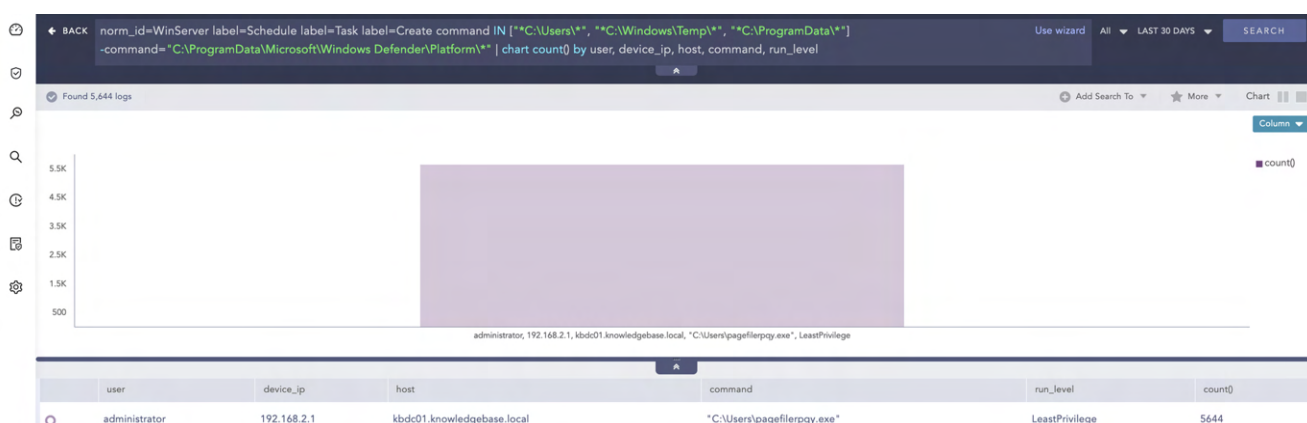 BACK norm_id=WinServer label=Schedule label=Task label=Create command IN ["*C:\Users\*", "*C:\Windows\Temp\*", "*C:\ProgramData\*"] Use wizard All LAST 30 DAYS SEARCH
-command="C:\ProgramData\Microsoft\Windows Defender\Platform\*" | chart count() by user, device_ip, host, command, run_level
Found 5,644 logs Add Search To More Chart
Column
count()
5.5K
4.5K
3.5K
2.5K
1.5K
500
administrator, 192.168.2.1, kbdc01.knowledgebase.local, "C:\Users\pagefilerpqy.exe", LeastPrivilege
user device_ip host command run_level count()
administrator 192.168.2.1 kbdc01.knowledgebase.local "C:\Users\pagefilerpqy.exe" LeastPrivilege 5644